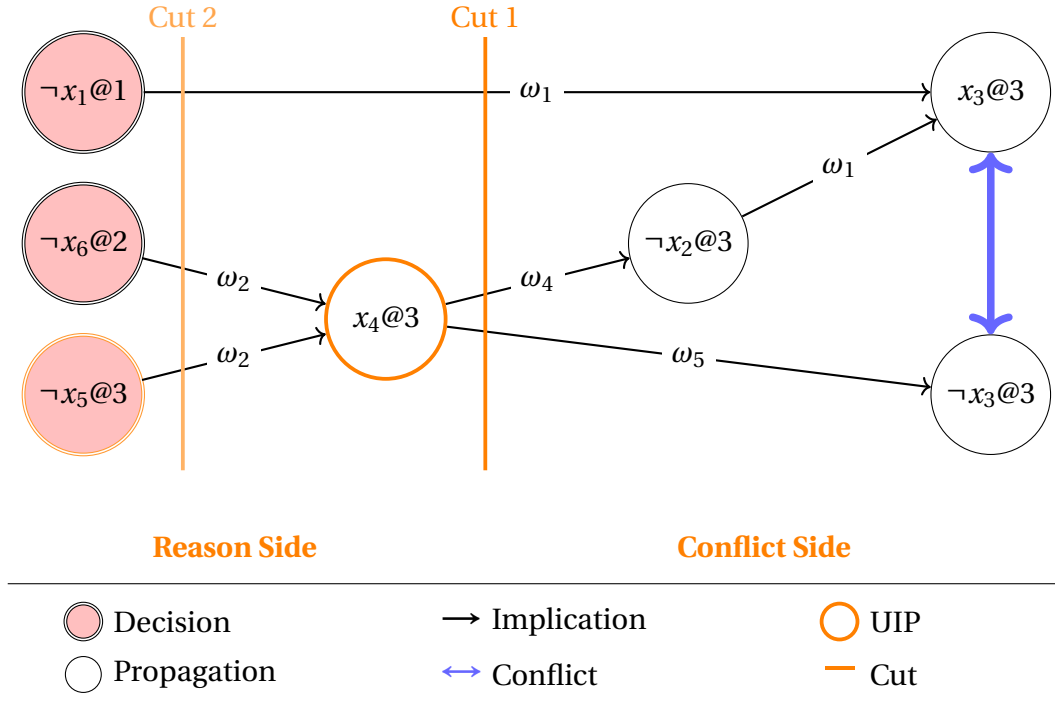 Cut 2
Cut 1
¬x₁@1
ω₁
x₃@3
ω₁
¬x₆@2
¬x₂@3
ω₂
ω₄
x₄@3
ω₂
ω₅
¬x₅@3
¬x₃@3
Reason Side
Conflict Side
Decision
Implication
UIP
Propagation
Conflict
Cut